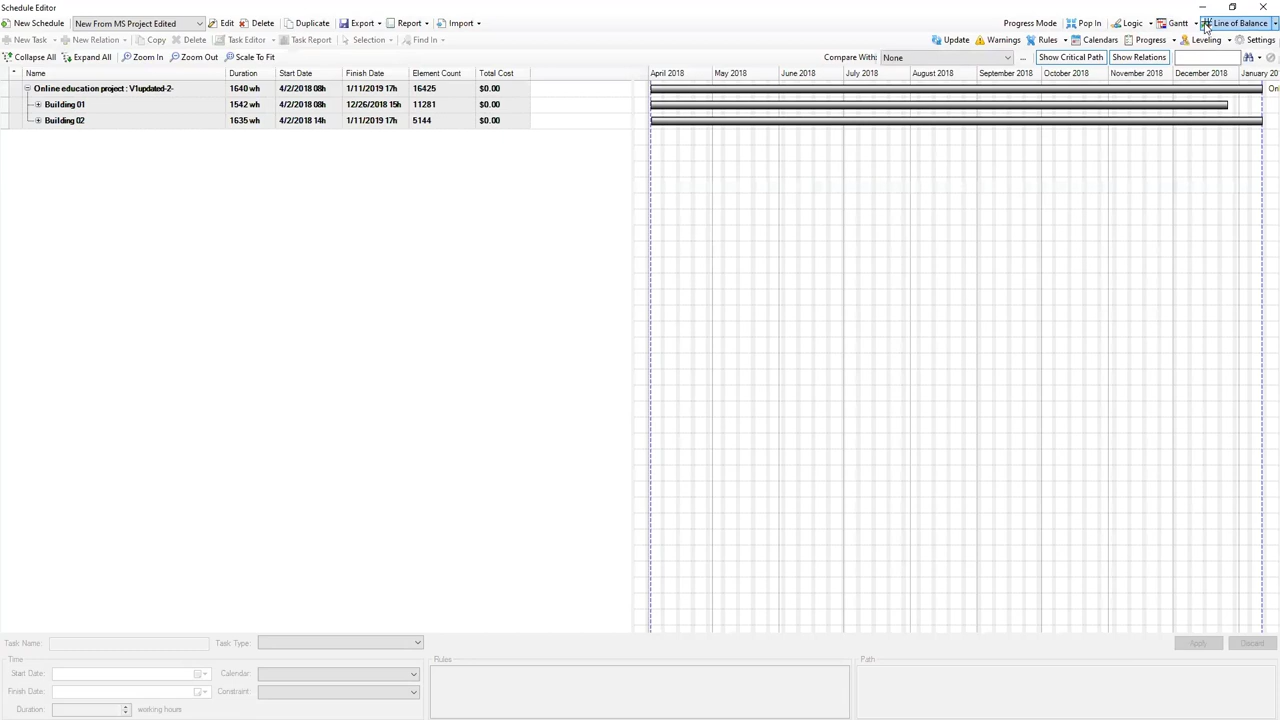 Schedule Editor
New Schedule New From MS Project Edited Edit Delete Duplicate Export Report Import Progress Mode Pop In Logic Gantt Line of Balance
New Task New Relation Copy Delete Task Editor Task Report Selection Find In Update Warnings Rules Calendars Progress Leveling Settings
Collapse All Expand All Zoom In Zoom Out Scale To Fit Compare With: None ... Show Critical Path Show Relations
Name Duration Start Date Finish Date Element Count Total Cost April 2018 May 2018 June 2018 July 2018 August 2018 September 2018 October 2018 November 2018 December 2018 January 20
Online education project : V1updated-2- 1640 wh 4/2/2018 08h 1/11/2019 17h 16425 $0.00 On
Building 01 1542 wh 4/2/2018 08h 12/26/2018 15h 11281 $0.00
Building 02 1635 wh 4/2/2018 14h 1/11/2019 17h 5144 $0.00
Task Name: Task Type: Apply Discard
Time Rules Path
Start Date: Calendar:
Finish Date: Constraint:
Duration: working hours